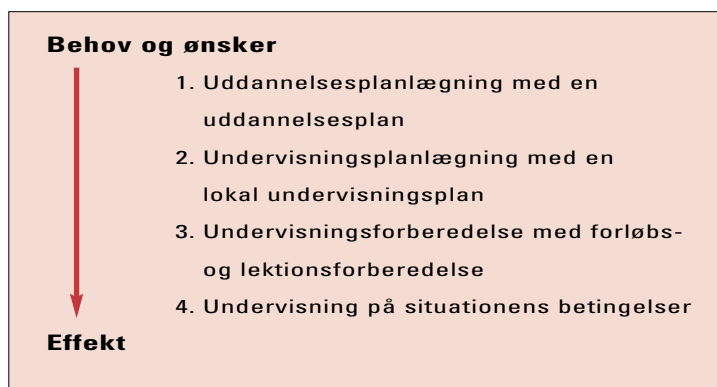 Behov og ønsker
1. Uddannelsesplanlægning med en
uddannelsesplan
2. Undervisningsplanlægning med en
lokal undervisningsplan
3. Undervisningsforberedelse med forløbs-
og lektionsforberedelse
4. Undervisning på situationens betingelser
Effekt